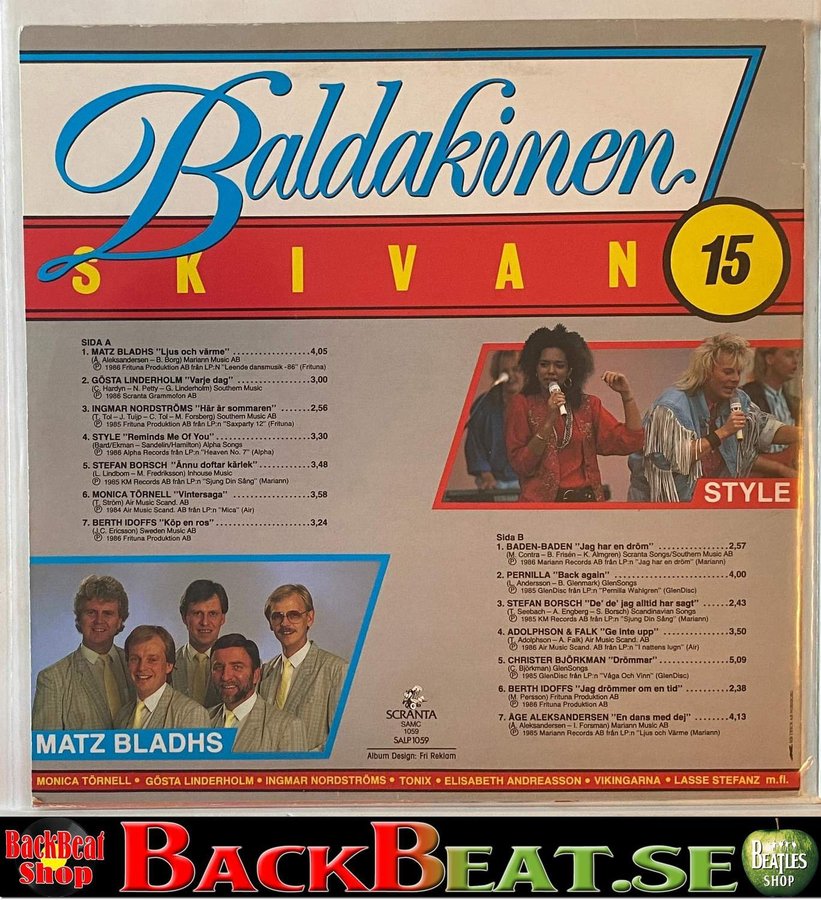 Baldakinen
SKIVAN
15
SIDA A
1. MATZ BLADHS "Ljus och värme" 4,05
(Å. Aleksandersen – B. Borg) Mariann Music AB
Ⓟ 1986 Frituna Produktion AB från LP:N "Leende dansmusik -86" (Frituna)
2. GÖSTA LINDERHOLM "Varje dag" 3,00
(C. Hardyn – N. Petty – G. Linderholm) Southern Music
Ⓟ 1986 Scranta Grammofon AB
3. INGMAR NORDSTRÖMS "Här är sommaren" 2,56
(T. Tol – J. Tuijp – C. Tol – M. Forsberg) Southern Music AB
Ⓟ 1985 Frituna Produktion AB från LP:n "Saxparty 12" (Frituna)
4. STYLE "Reminds Me Of You" 3,30
(Bard/Ekman – Sandelin/Hamilton) Alpha Songs
Ⓟ 1986 Alpha Records från LP:n "Heaven No. 7" (Alpha)
5. STEFAN BORSCH "Ännu doftar kärlek" 3,48
(L. Lindbom – M. Fredriksson) Inhouse Music
Ⓟ 1985 KM Records AB från LP:n "Sjung Din Sång" (Mariann)
6. MONICA TÖRNELL "Vintersaga" 3,58
(T. Ström) Air Music Scand. AB
Ⓟ 1984 Air Music Scand. AB från LP:n "Mica" (Air)
7. BERTH IDOFFS "Köp en ros" 3,24
(J.C. Ericsson) Sweden Music AB
Ⓟ 1986 Frituna Produktion AB
STYLE
Sida B
1. BADEN-BADEN "Jag har en dröm" 2,57
(M. Contra – B. Frisén – K. Almgren) Scranta Songs/Southern Music AB
Ⓟ 1986 Mariann Records AB från LP:n "Jag har en dröm" (Mariann)
2. PERNILLA "Back again" 4,00
(L. Andersson – B. Glenmark) GlenSongs
Ⓟ 1985 GlenDisc från LP:n "Pernilla Wahlgren" (GlenDisc)
3. STEFAN BORSCH "De' de' jag alltid har sagt" 2,43
(T. Seebach – A. Engberg – S. Borsch) Scandinavian Songs
Ⓟ 1985 KM Records AB från LP:n "Sjung Din Sång" (Mariann)
4. ADOLPHSON & FALK "Ge inte upp" 3,50
(T. Adolphson – A. Falk) Air Music Scand. AB
Ⓟ 1986 Air Music Scand. AB från LP:n "I nattens lugn" (Air)
5. CHRISTER BJÖRKMAN "Drömmar" 5,09
(C. Björkman) GlenSongs
Ⓟ 1985 GlenDisc från LP:n "Våga Och Vinn" (GlenDisc)
6. BERTH IDOFFS "Jag drömmer om en tid" 2,38
(M. Persson) Frituna Produktion AB
Ⓟ 1986 Frituna Produktion AB
7. ÅGE ALEKSANDERSEN "En dans med dej" 4,13
(Å. Aleksandersen – I. Forsman) Mariann Music AB
Ⓟ 1985 Mariann Records AB från LP:n "Ljus och Värme (Mariann)
MATZ BLADHS
SCRANTA
SAMC
1059
SALP 1059
Album Design: Fri Reklam
MONICA TÖRNELL • GÖSTA LINDERHOLM • INGMAR NORDSTRÖMS • TONIX • ELISABETH ANDREASSON • VIKINGARNA • LASSE STEFANZ m.fl.
BackBeat
Shop
BACKBEAT.SE
BEATLES
SHOP